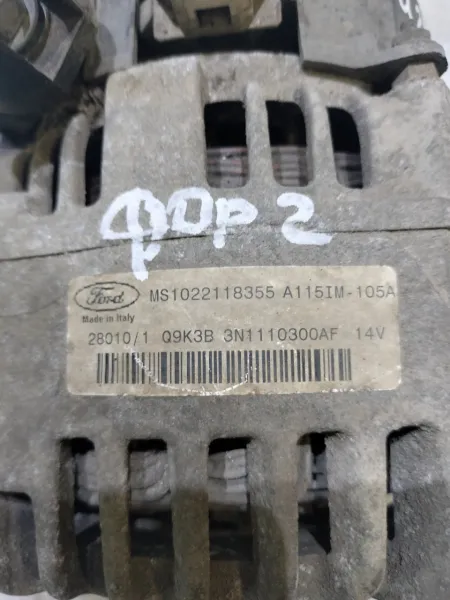 фор 2
Ford MS1022118355 A115IM-105A
Made in Italy
28010/1 Q9K3B 3N1110300AF 14V